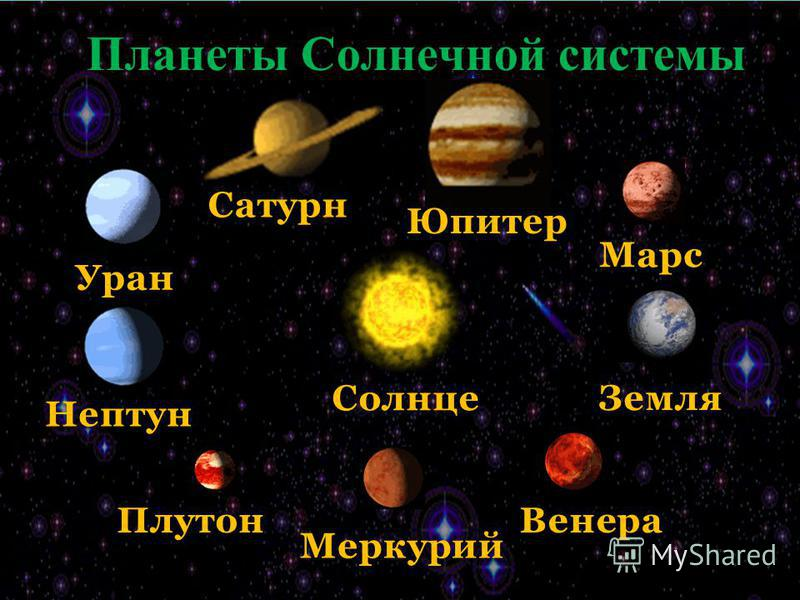 Планеты Солнечной системы
Сатурн
Юпитер
Марс
Уран
Солнце
Земля
Нептун
Плутон
Меркурий
Венера
MyShared